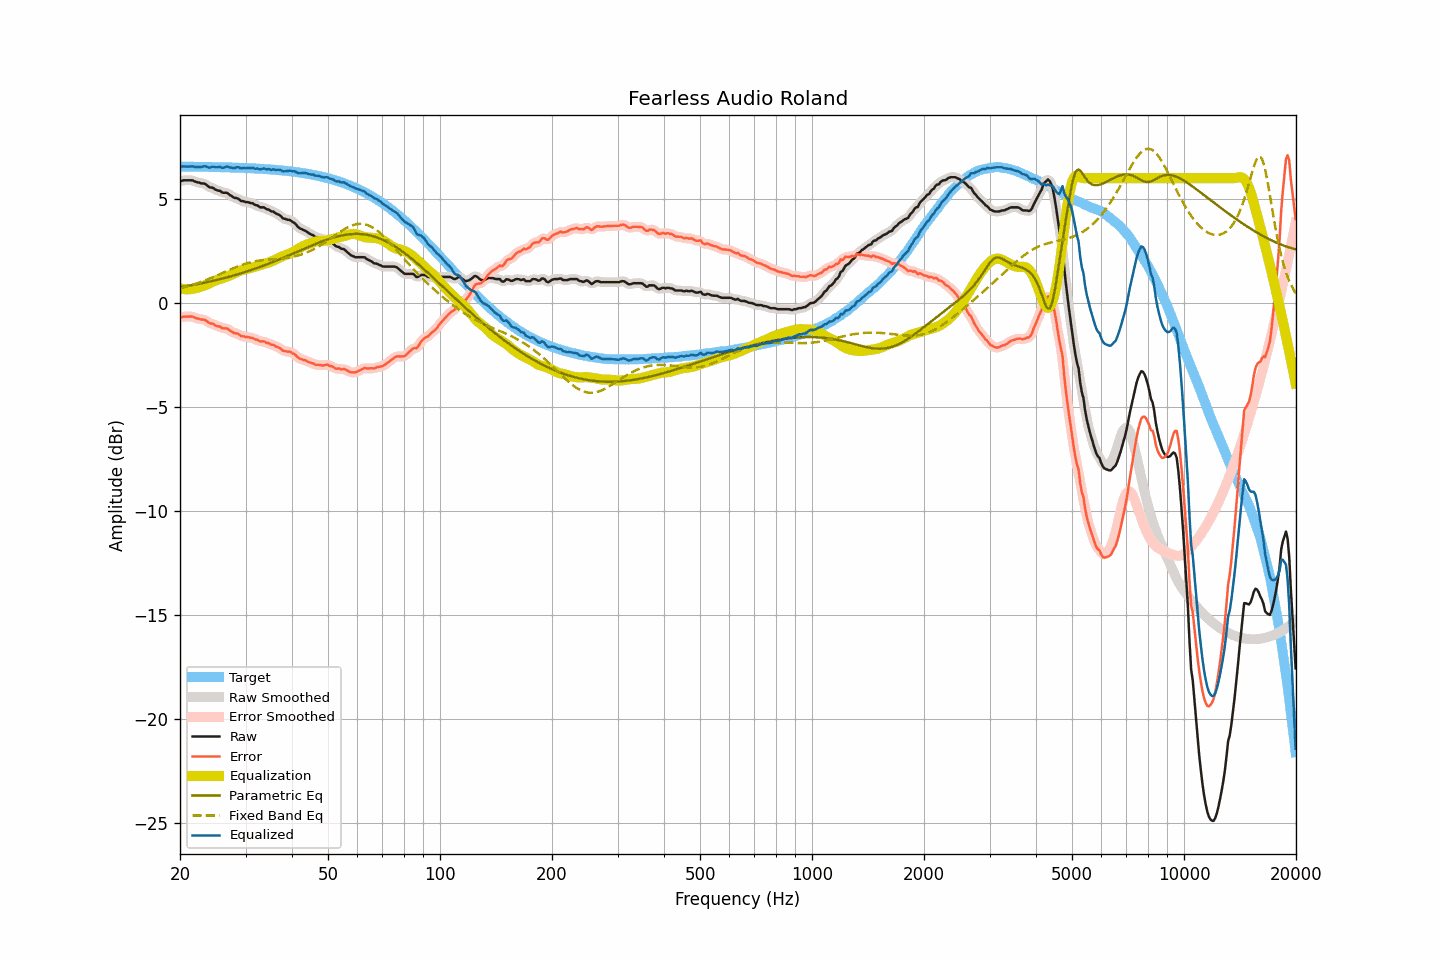 Fearless Audio Roland
Amplitude (dBr)
5
0
−5
−10
−15
−20
−25
Target
Raw Smoothed
Error Smoothed
Raw
Error
Equalization
Parametric Eq
Fixed Band Eq
Equalized
20 50 100 200 500 1000 2000 5000 10000 20000
Frequency (Hz)